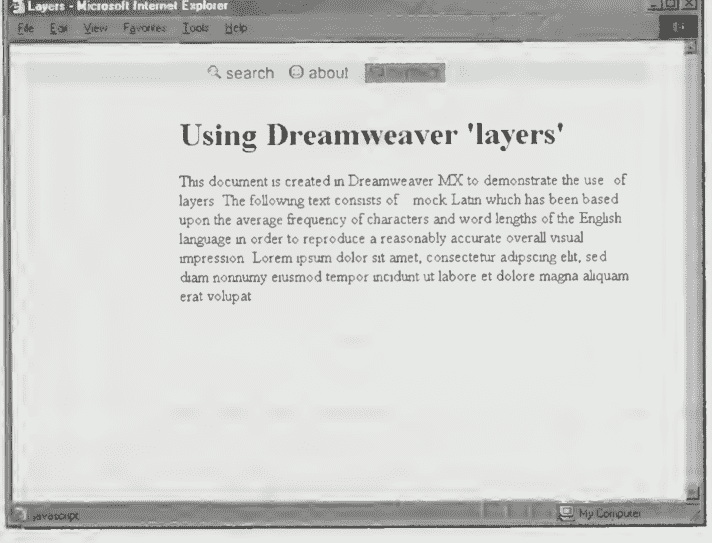 Layers - Microsoft Internet Explorer
File Edit View Favorites Tools Help
search about
Using Dreamweaver 'layers'
This document is created in Dreamweaver MX to demonstrate the use of
layers The following text consists of mock Latin which has been based
upon the average frequency of characters and word lengths of the English
language in order to reproduce a reasonably accurate overall visual
impression Lorem ipsum dolor sit amet, consectetur adipscing elit, sed
diam nonnumy eiusmod tempor incidunt ut labore et dolore magna aliquam
erat volupat
javascript My Computer